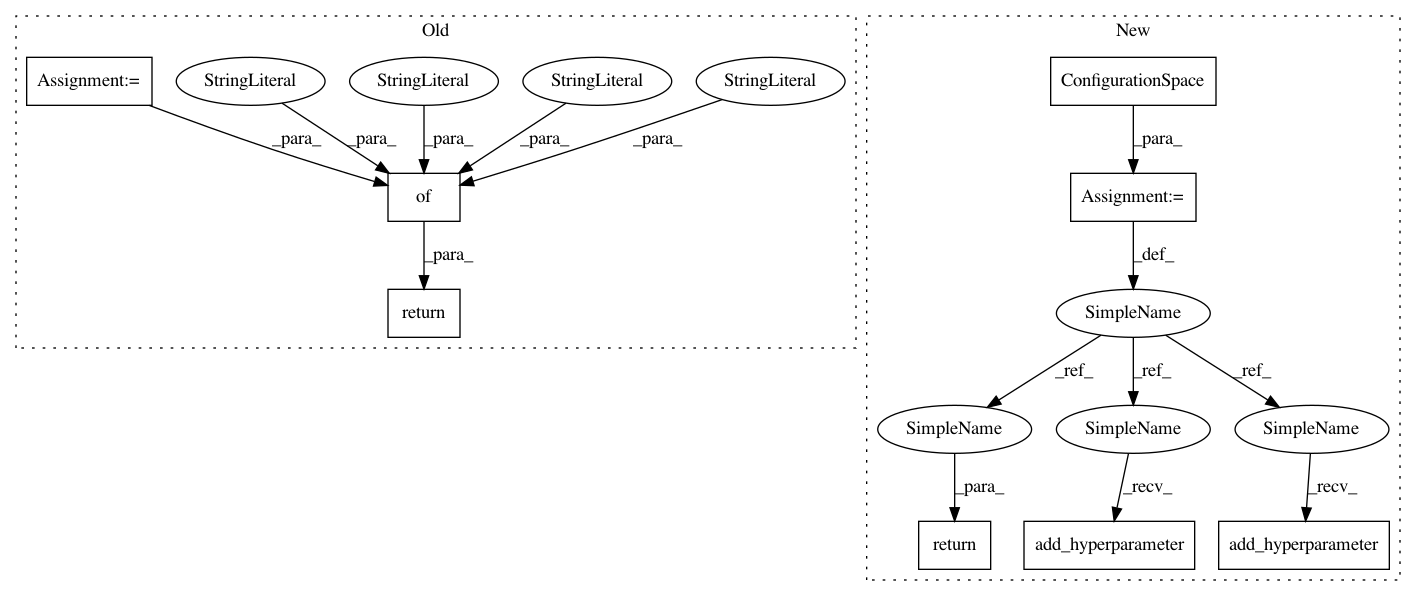 Old
New
Assignment:=
StringLiteral
StringLiteral
StringLiteral
StringLiteral
ConfigurationSpace
_para_
_para_
_para_
_para_
_para_
_para_
of
Assignment:=
_para_
_def_
return
SimpleName
_ref_
_ref_
_ref_
SimpleName
SimpleName
SimpleName
_para_
_recv_
_recv_
return
add_hyperparameter
add_hyperparameter